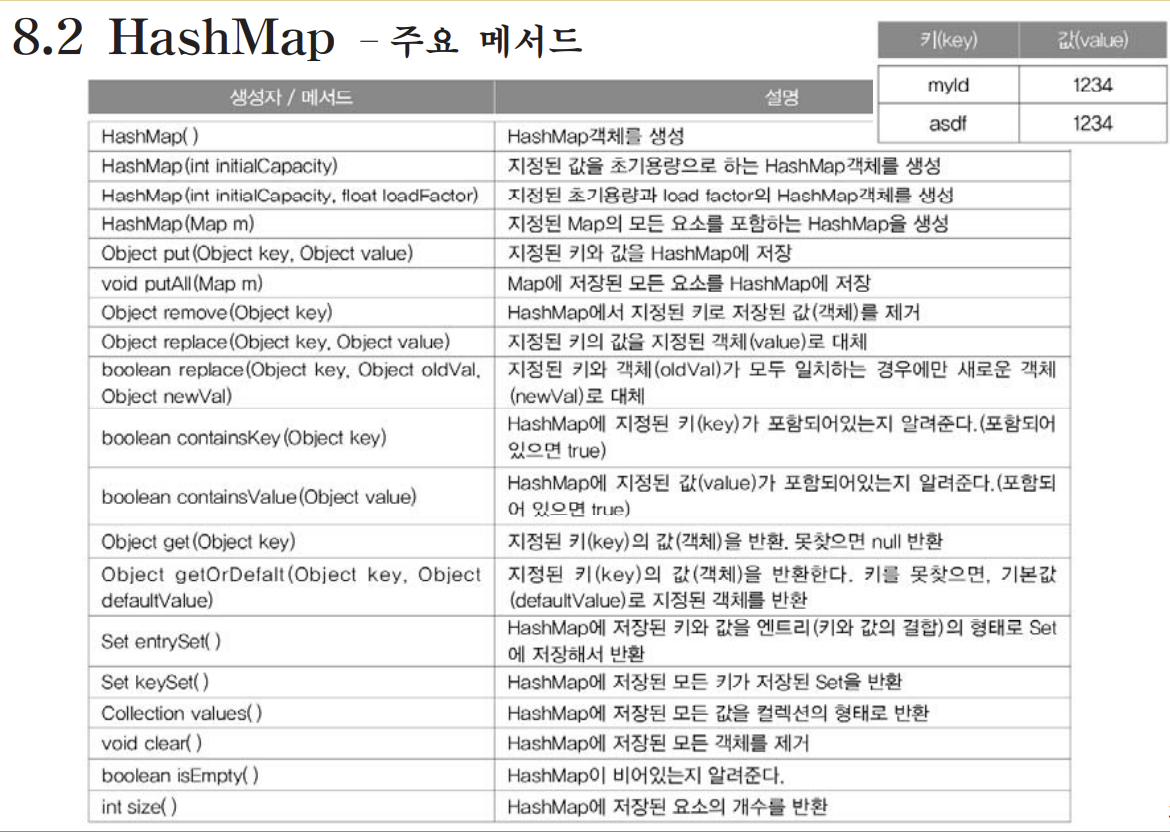 8.2 HashMap – 주요 메서드
키(key) 값(value)
myId 1234
asdf 1234
생성자 / 메서드 설명
HashMap( ) HashMap객체를 생성
HashMap(int initialCapacity) 지정된 값을 초기용량으로 하는 HashMap객체를 생성
HashMap(int initialCapacity, float loadFactor) 지정된 초기용량과 load factor의 HashMap객체를 생성
HashMap(Map m) 지정된 Map의 모든 요소를 포함하는 HashMap을 생성
Object put(Object key, Object value) 지정된 키와 값을 HashMap에 저장
void putAll(Map m) Map에 저장된 모든 요소를 HashMap에 저장
Object remove(Object key) HashMap에서 지정된 키로 저장된 값(객체)를 제거
Object replace(Object key, Object value) 지정된 키의 값을 지정된 객체(value)로 대체
boolean replace(Object key, Object oldVal, 지정된 키와 객체(oldVal)가 모두 일치하는 경우에만 새로운 객체
Object newVal) (newVal)로 대체
boolean containsKey(Object key) HashMap에 지정된 키(key)가 포함되어있는지 알려준다.(포함되어
있으면 true)
boolean containsValue(Object value) HashMap에 지정된 값(value)가 포함되어있는지 알려준다.(포함되
어 있으면 true)
Object get(Object key) 지정된 키(key)의 값(객체)을 반환. 못찾으면 null 반환
Object getOrDefalt(Object key, Object 지정된 키(key)의 값(객체)을 반환한다. 키를 못찾으면, 기본값
defaultValue) (defaultValue)로 지정된 객체를 반환
Set entrySet( ) HashMap에 저장된 키와 값을 엔트리(키와 값의 결합)의 형태로 Set
에 저장해서 반환
Set keySet( ) HashMap에 저장된 모든 키가 저장된 Set을 반환
Collection values( ) HashMap에 저장된 모든 값을 컬렉션의 형태로 반환
void clear( ) HashMap에 저장된 모든 객체를 제거
boolean isEmpty( ) HashMap이 비어있는지 알려준다.
int size( ) HashMap에 저장된 요소의 개수를 반환